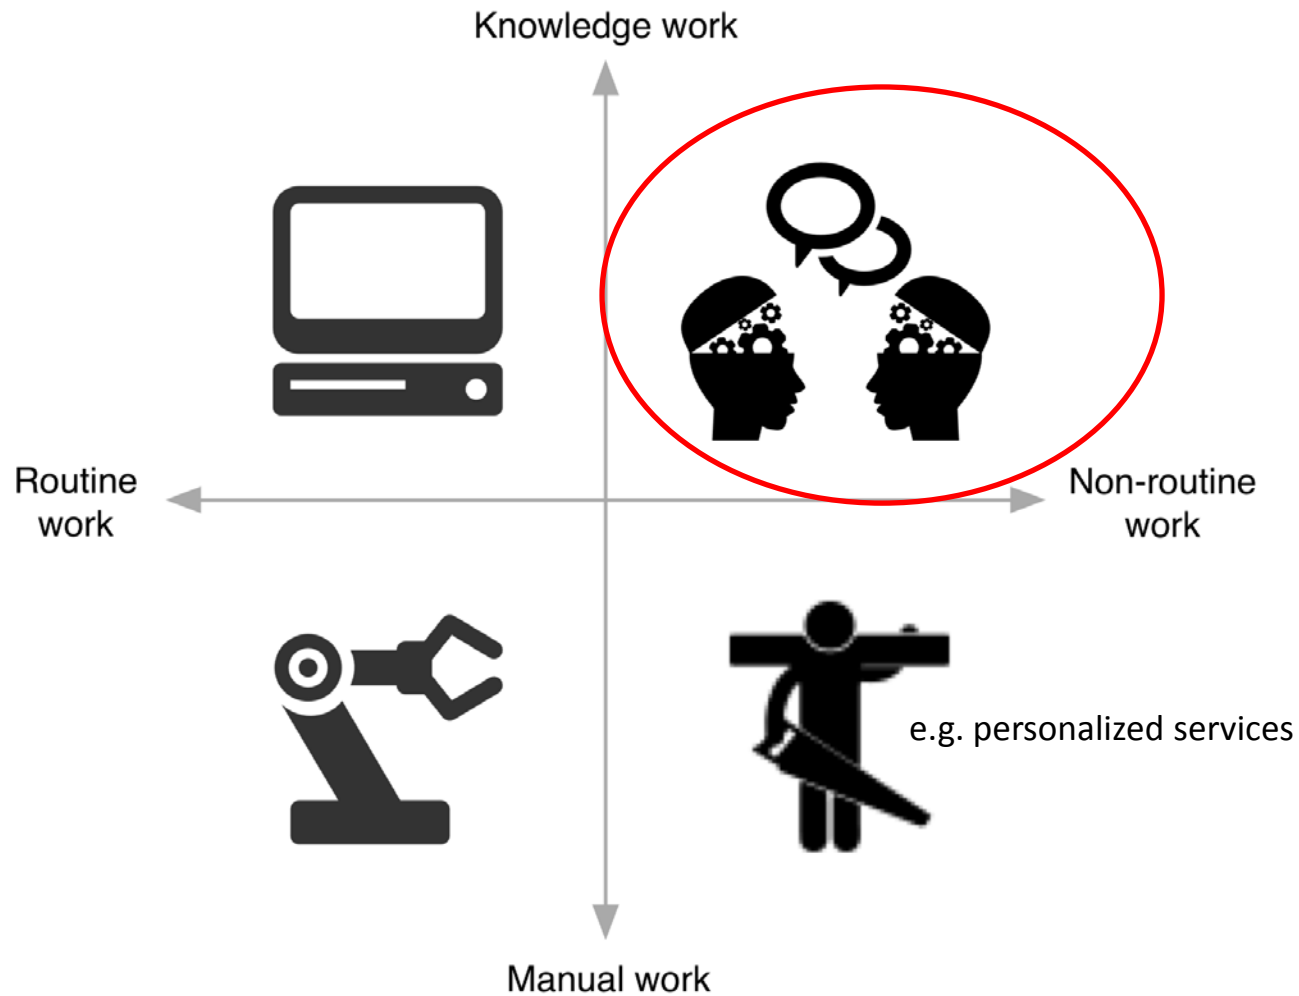 Knowledge work
Routine
work
Non-routine
work
e.g. personalized services
Manual work